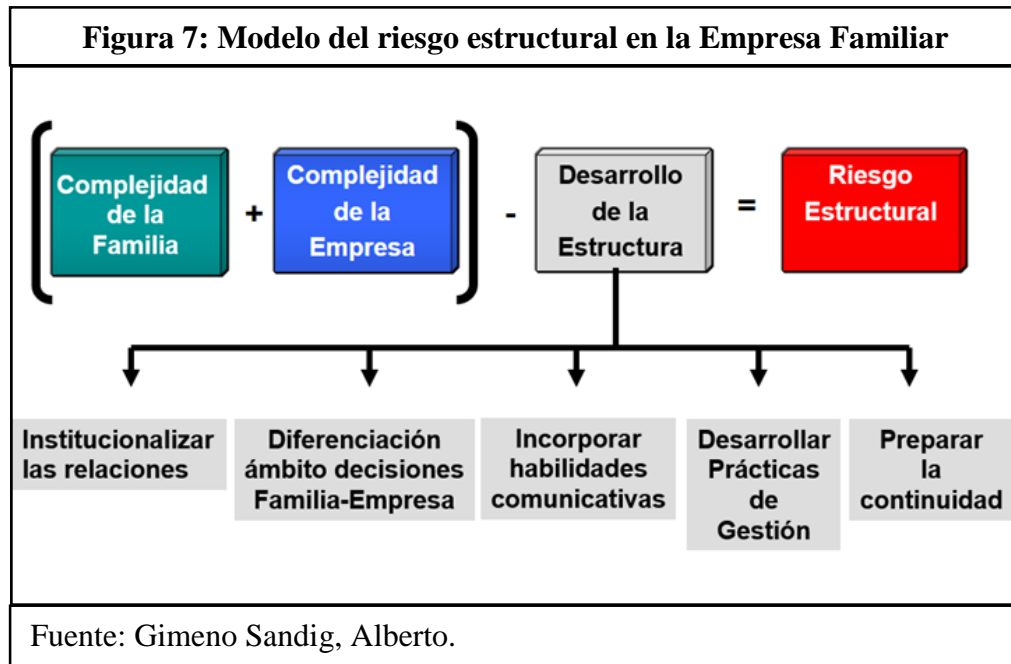 Figura 7: Modelo del riesgo estructural en la Empresa Familiar
Complejidad
de la
Familia
+
Complejidad
de la
Empresa
-
Desarrollo
de la
Estructura
=
Riesgo
Estructural
Institucionalizar
las relaciones
Diferenciación
ámbito decisiones
Familia-Empresa
Incorporar
habilidades
comunicativas
Desarrollar
Prácticas
de
Gestión
Preparar
la
continuidad
Fuente: Gimeno Sandig, Alberto.